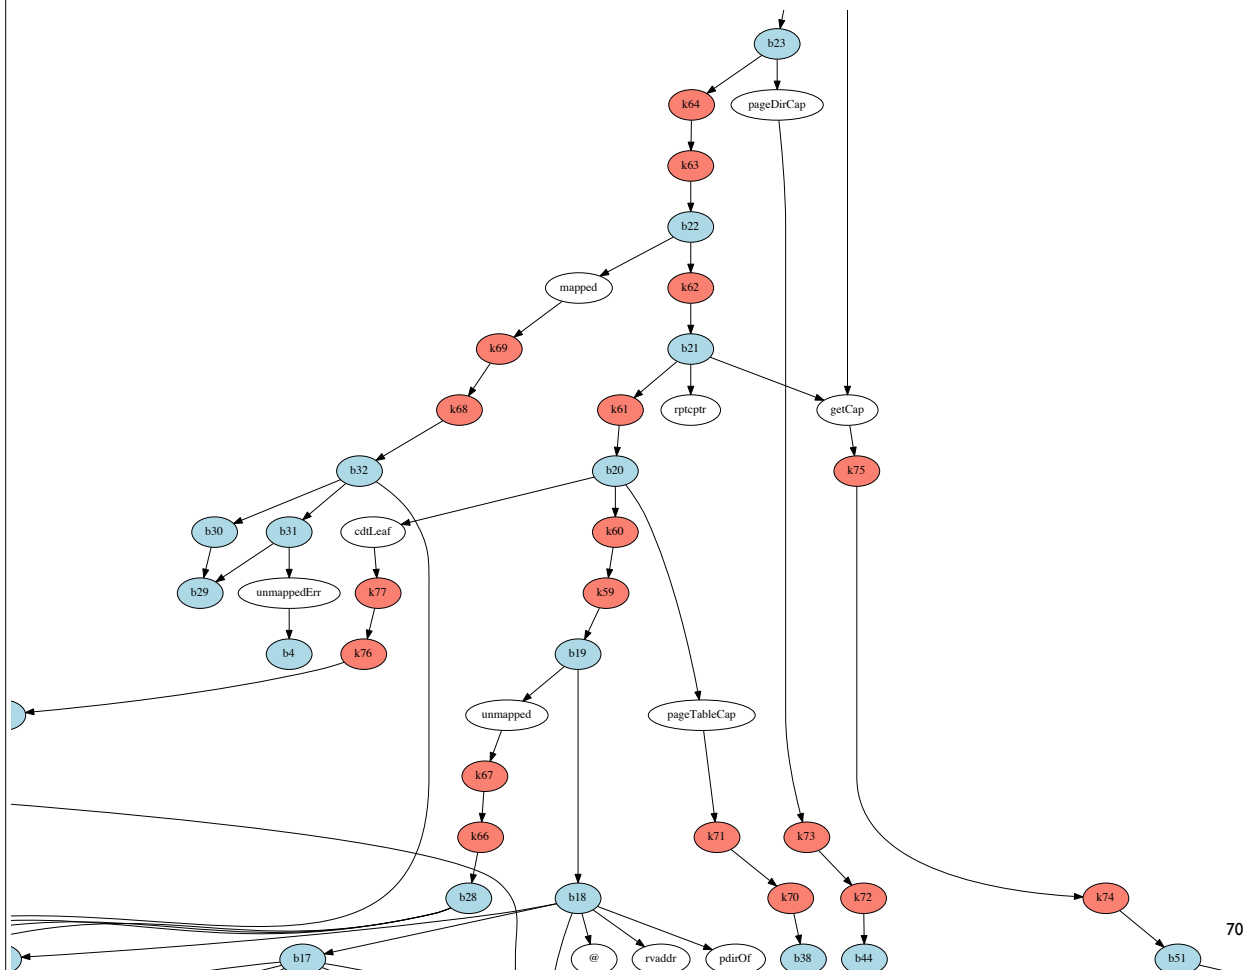 b23
k64 pageDirCap
k63
b22
mapped k62
k69 b21
k68 k61 rptcptr getCap
b32 b20 k75
b30 b31 cdtLeaf k60
b29 unmappedErr k77 k59
b4 k76 b19
unmapped pageTableCap
k67
k66 k71 k73
b28 b18 k70 k72 k74
70
b17 @ rvaddr pdirOf b38 b44 b51